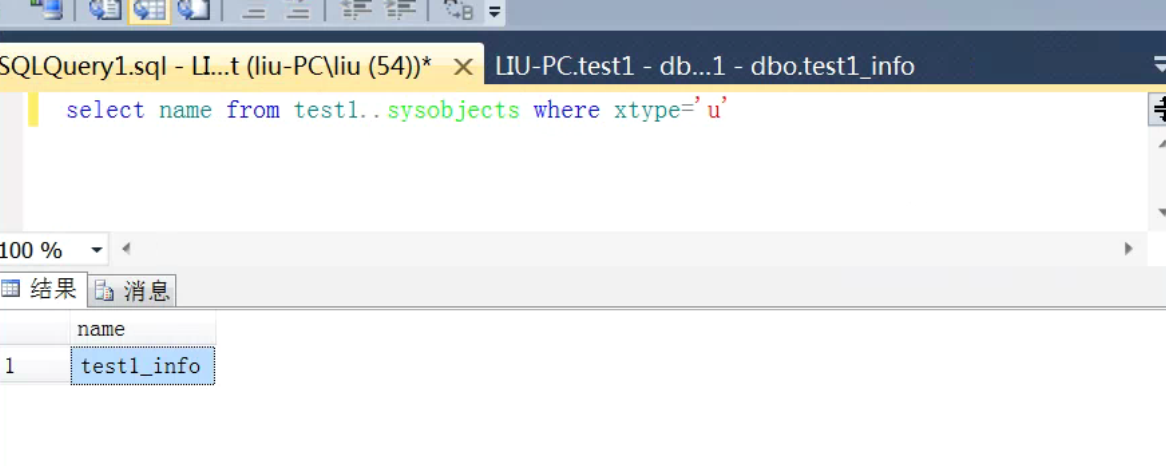 SQLQuery1.sql - LI...t (liu-PC\liu (54))* LIU-PC.test1 - db...1 - dbo.test1_info
select name from test1..sysobjects where xtype='u'
100 %
结果 消息
name
1 test1_info